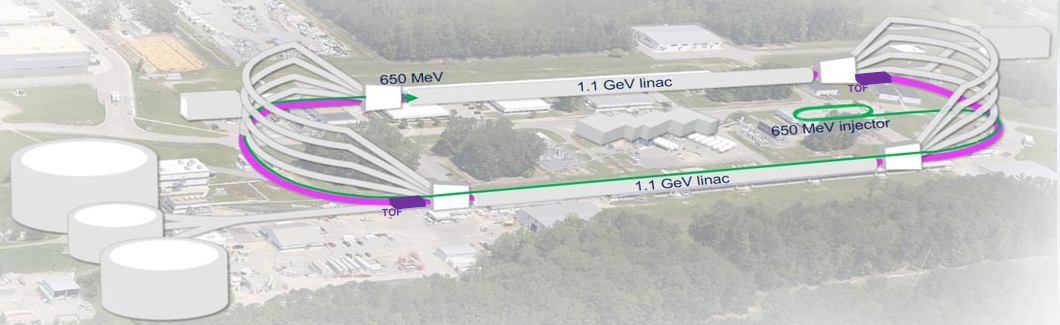 650 MeV
1.1 GeV linac
TOF
650 MeV injector
1.1 GeV linac
TOF